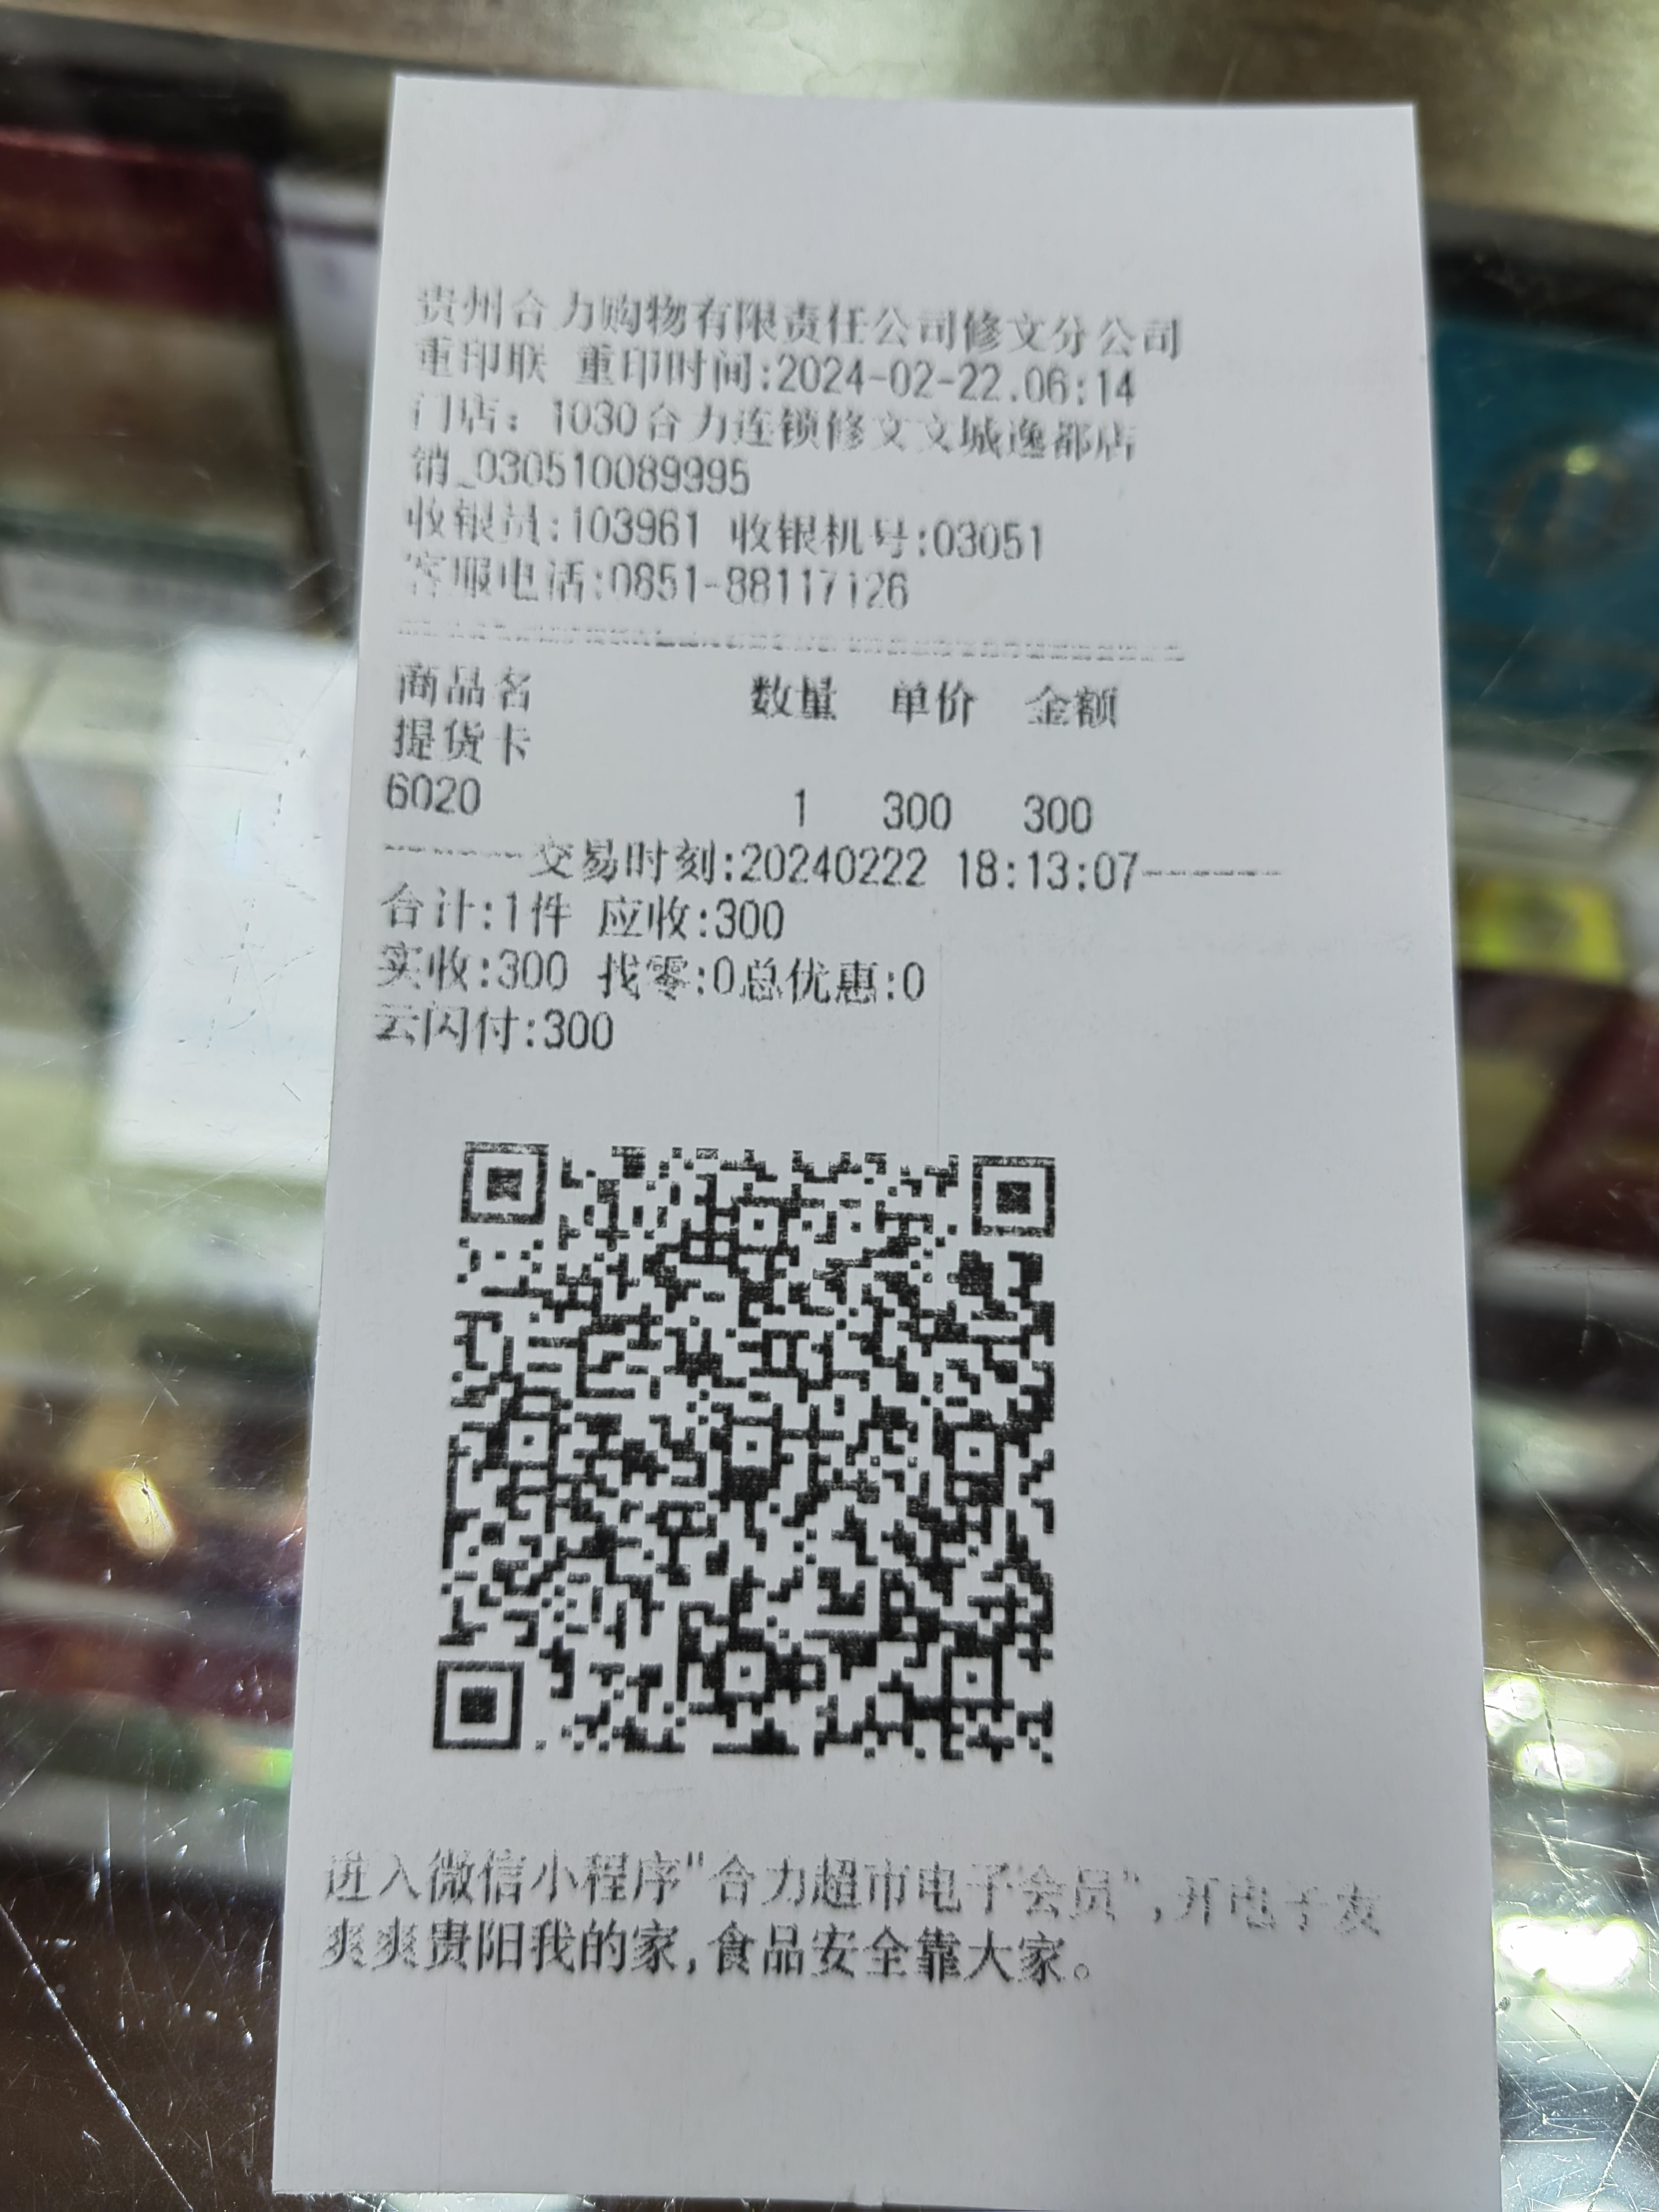 贵州合力购物有限责任公司修文分公司
重印联 重印时间:2024-02-22.06:14
门店：1030合力连锁修文文城逸都店
销_030510089995
收银员:103961 收银机号:03051
客服电话:0851-88117126
商品名 数量 单价 金额
提货卡
6020 1 300 300
-------交易时刻:20240222 18:13:07-------
合计:1件 应收:300
实收:300 找零:0总优惠:0
云闪付:300
进入微信小程序"合力超市电子会员",开电子发
爽爽贵阳我的家,食品安全靠大家。